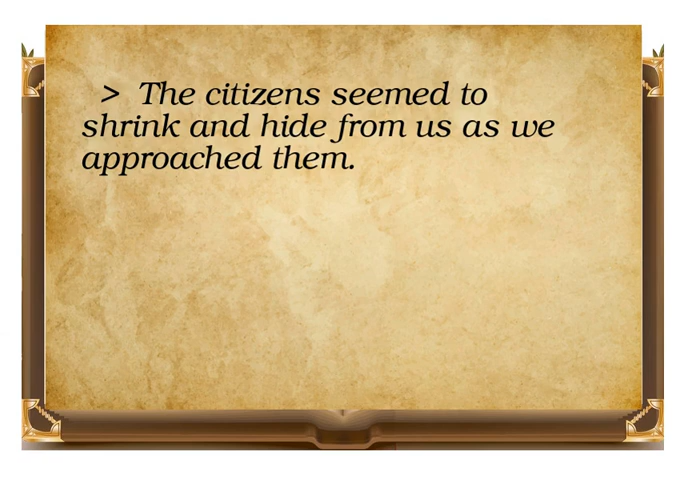 > The citizens seemed to
shrink and hide from us as we
approached them.